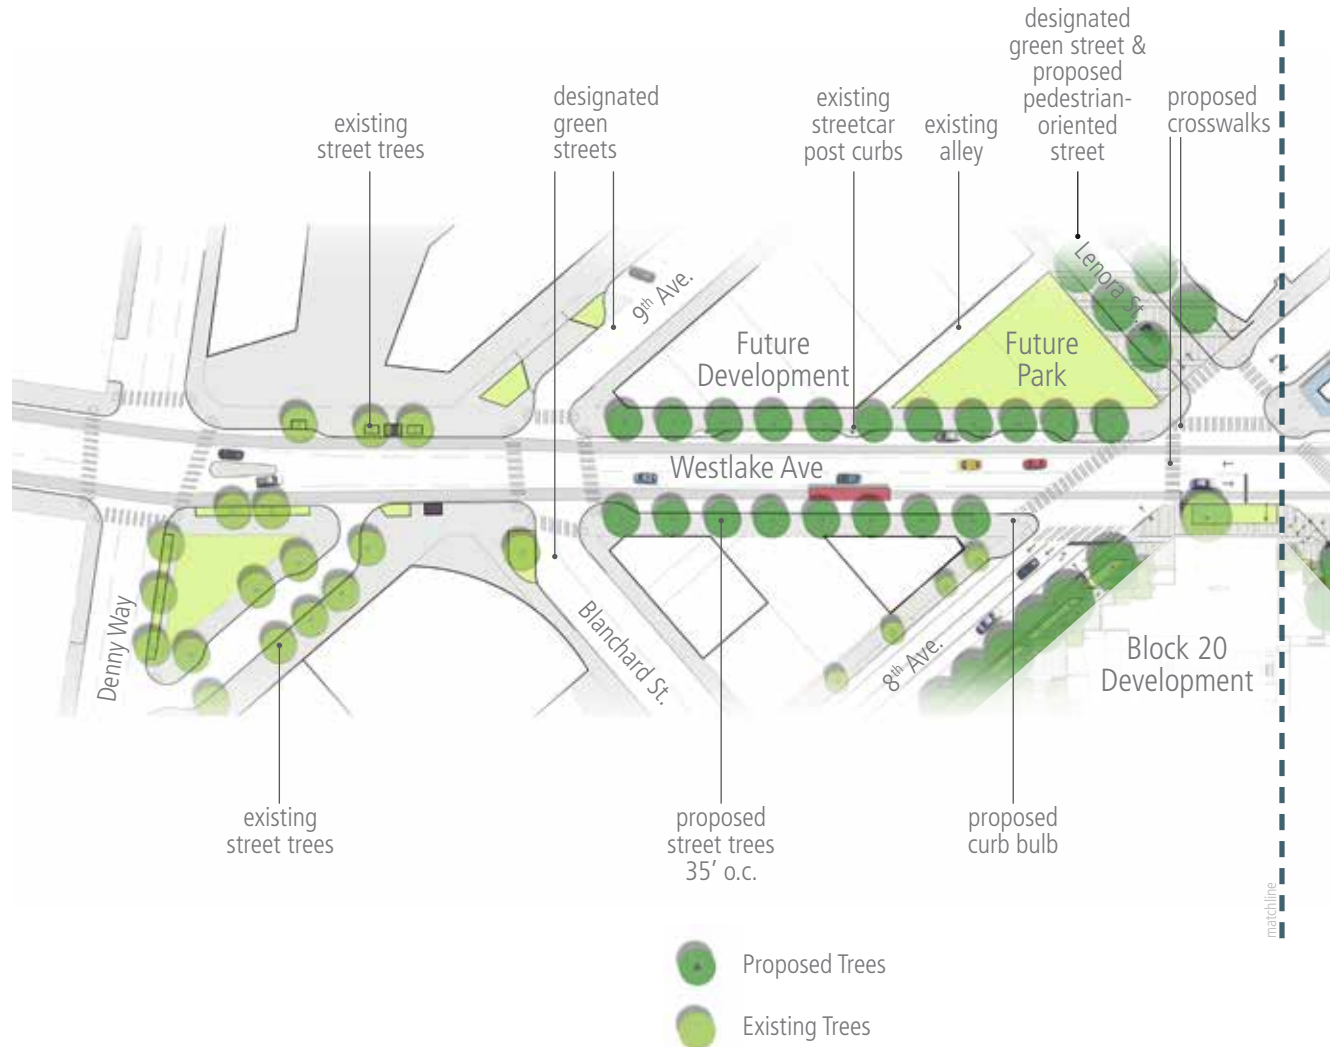 designated
green street &
proposed
pedestrian-
oriented
street
existing
street trees
designated
green
streets
existing
streetcar
post curbs
existing
alley
proposed
crosswalks
9th Ave.
Lenora St.
Future
Development
Future
Park
Westlake Ave
Denny Way
Blanchard St.
8th Ave.
Block 20
Development
existing
street trees
proposed
street trees
35’ o.c.
proposed
curb bulb
matchline
Proposed Trees
Existing Trees